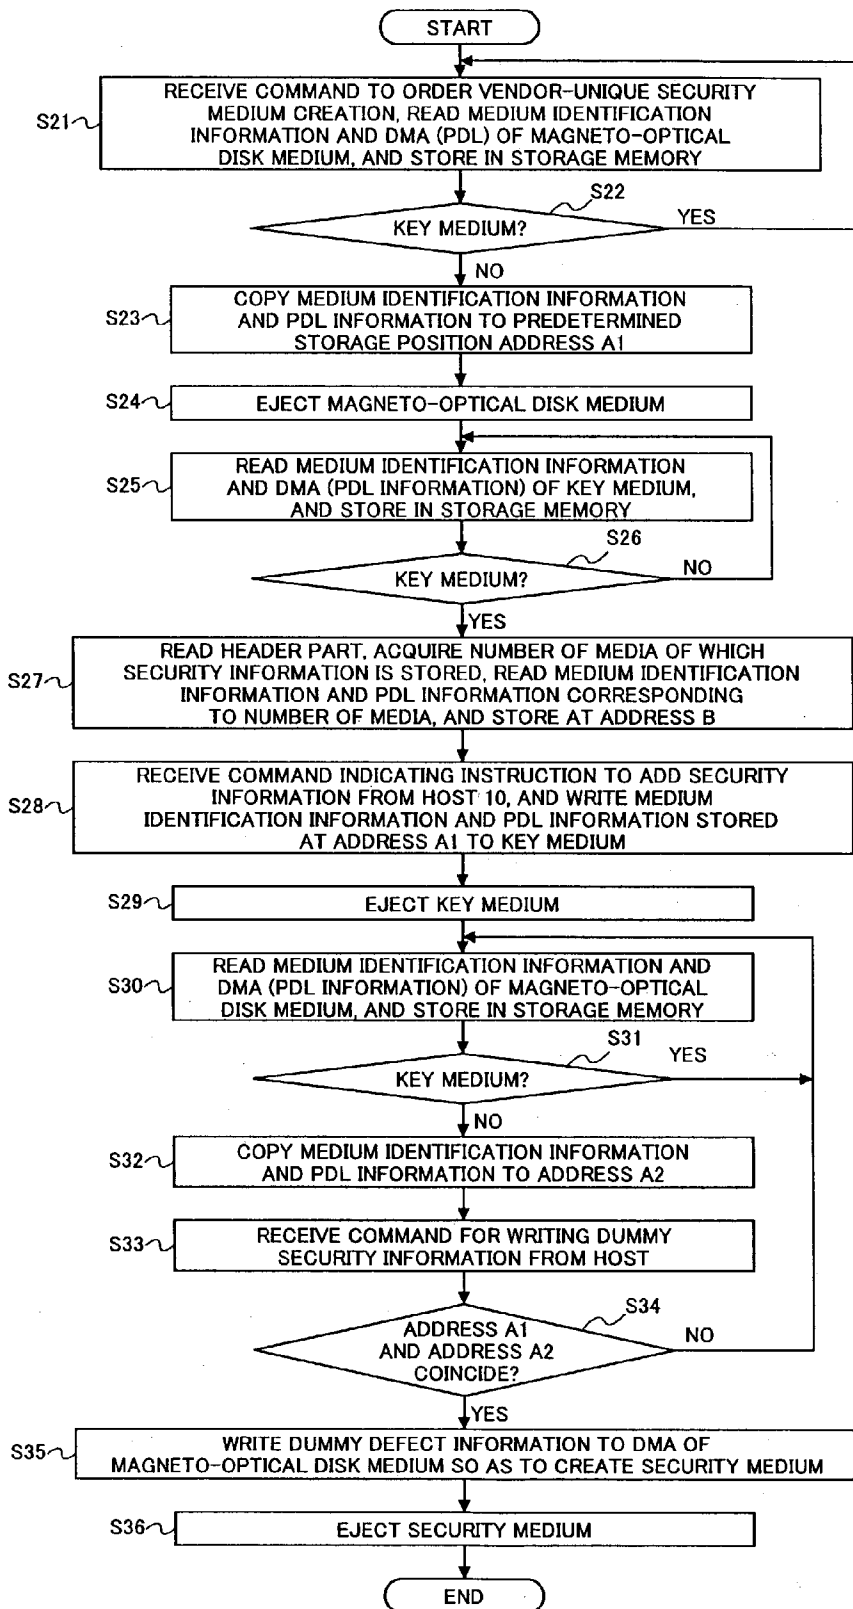 START
RECEIVE COMMAND TO ORDER VENDOR-UNIQUE SECURITY
MEDIUM CREATION, READ MEDIUM IDENTIFICATION
S21
INFORMATION AND DMA (PDL) OF MAGNETO-OPTICAL
DISK MEDIUM, AND STORE IN STORAGE MEMORY
S22
KEY MEDIUM?
YES
NO
COPY MEDIUM IDENTIFICATION INFORMATION
S23
AND PDL INFORMATION TO PREDETERMINED
STORAGE POSITION ADDRESS A1
S24
EJECT MAGNETO-OPTICAL DISK MEDIUM
READ MEDIUM IDENTIFICATION INFORMATION
S25
AND DMA (PDL INFORMATION) OF KEY MEDIUM,
AND STORE IN STORAGE MEMORY
S26
KEY MEDIUM?
NO
YES
READ HEADER PART, ACQUIRE NUMBER OF MEDIA OF WHICH
S27
SECURITY INFORMATION IS STORED, READ MEDIUM IDENTIFICATION
INFORMATION AND PDL INFORMATION CORRESPONDING
TO NUMBER OF MEDIA, AND STORE AT ADDRESS B
RECEIVE COMMAND INDICATING INSTRUCTION TO ADD SECURITY
S28
INFORMATION FROM HOST 10, AND WRITE MEDIUM
IDENTIFICATION INFORMATION AND PDL INFORMATION STORED
AT ADDRESS A1 TO KEY MEDIUM
S29
EJECT KEY MEDIUM
READ MEDIUM IDENTIFICATION INFORMATION AND
S30
DMA (PDL INFORMATION) OF MAGNETO-OPTICAL
DISK MEDIUM, AND STORE IN STORAGE MEMORY
S31
KEY MEDIUM?
YES
NO
S32
COPY MEDIUM IDENTIFICATION INFORMATION
AND PDL INFORMATION TO ADDRESS A2
S33
RECEIVE COMMAND FOR WRITING DUMMY
SECURITY INFORMATION FROM HOST
S34
ADDRESS A1
AND ADDRESS A2
COINCIDE?
NO
YES
S35
WRITE DUMMY DEFECT INFORMATION TO DMA OF
MAGNETO-OPTICAL DISK MEDIUM SO AS TO CREATE SECURITY MEDIUM
S36
EJECT SECURITY MEDIUM
END